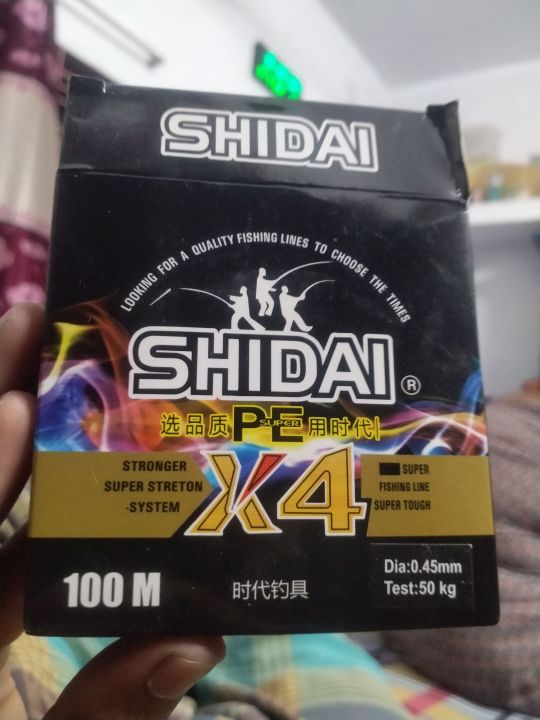 SHIDAI
LOOKING FOR A QUALITY FISHING LINES TO CHOOSE THE TIMES
SHIDAI ®
选品质 PE SUPER 用时代!
STRONGER
SUPER STRETON
-SYSTEM
X4
SUPER
FISHING LINE
SUPER TOUGH
100 M
时代钓具
Dia:0.45mm
Test:50 kg